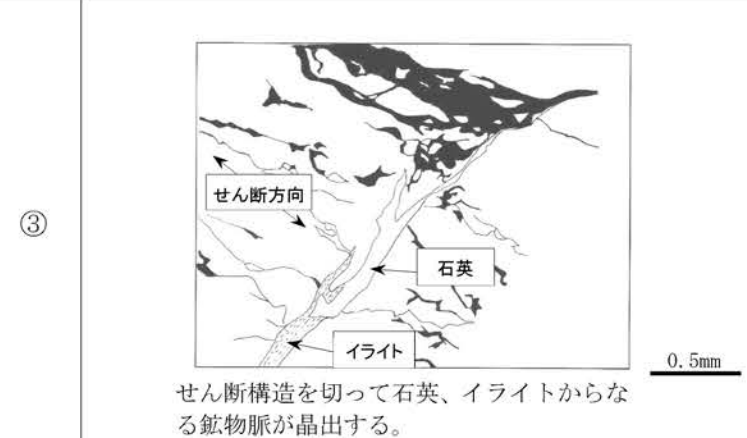 ③
せん断方向
石英
イライト
0.5mm
せん断構造を切って石英、イライトからな
る鉱物脈が晶出する。